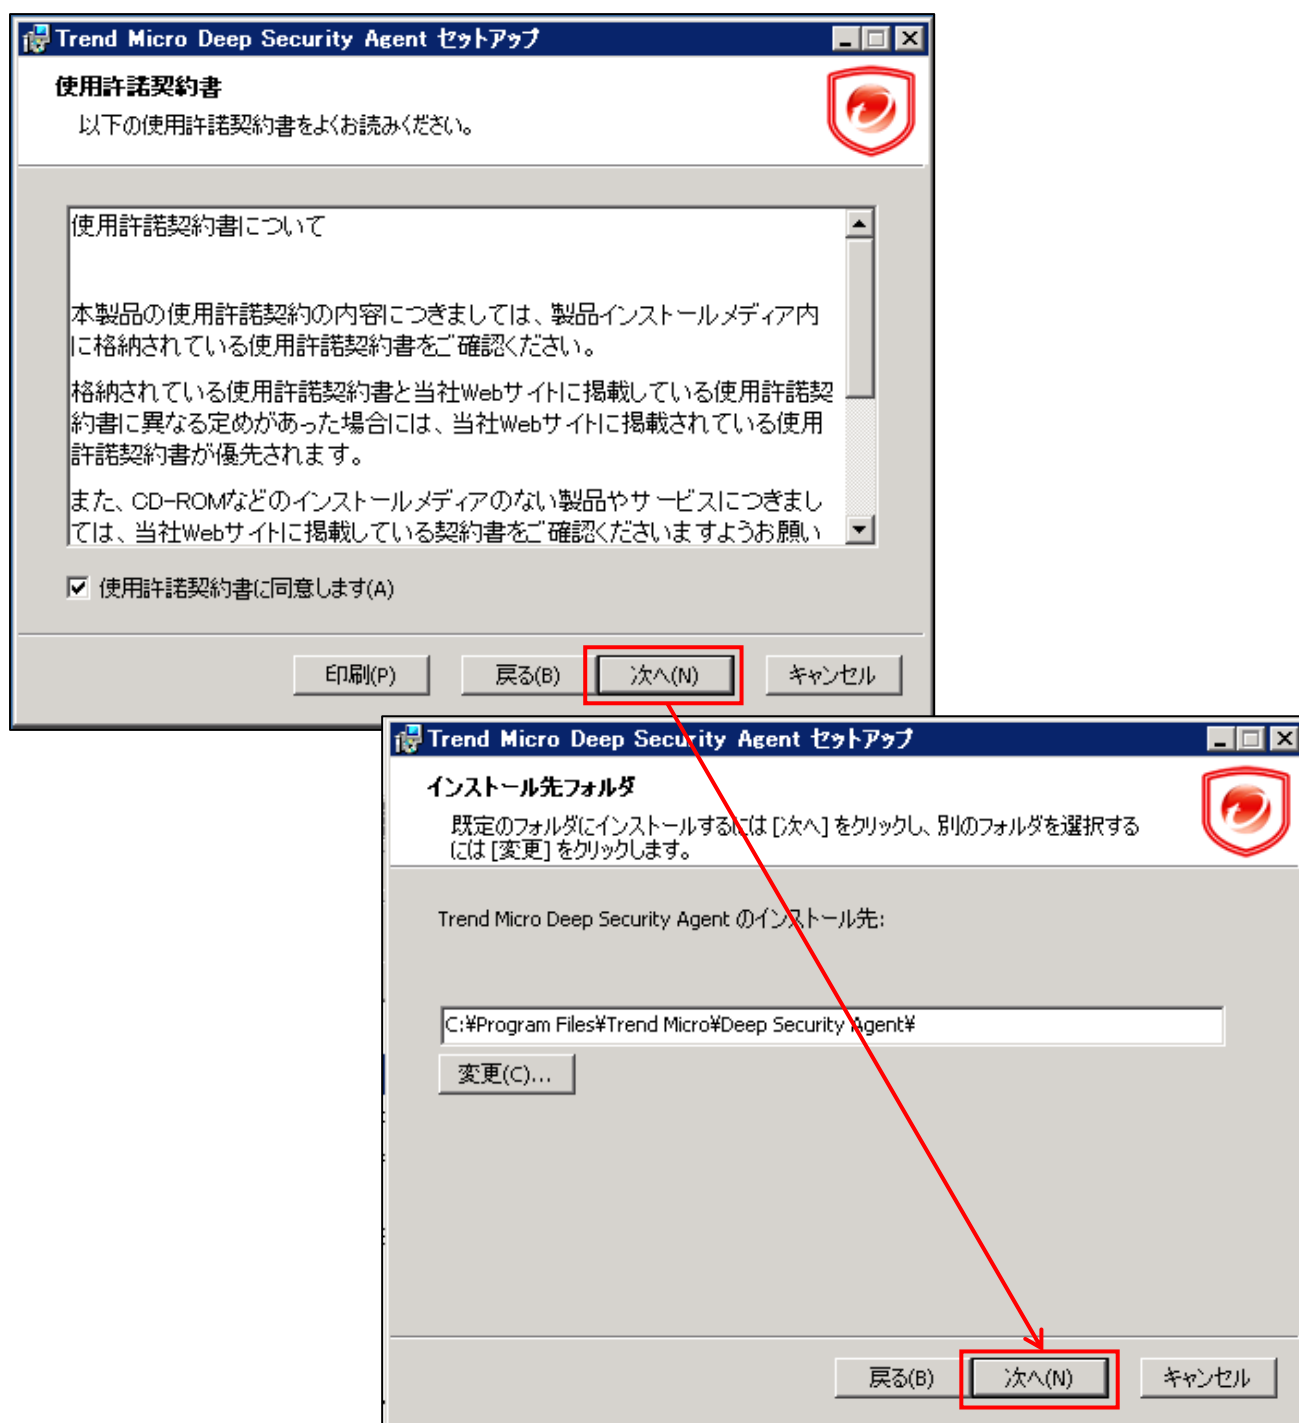 Trend Micro Deep Security Agent セットアップ
使用許諾契約書
以下の使用許諾契約書をよくお読みください。
使用許諾契約書について
本製品の使用許諾契約の内容につきましては、製品インストールメディア内
に格納されている使用許諾契約書をご確認ください。
格納されている使用許諾契約書と当社Webサイトに掲載している使用許諾契
約書に異なる定めがあった場合には、当社Webサイトに掲載されている使用
許諾契約書が優先されます。
また、CD-ROMなどのインストールメディアのない製品やサービスにつきまし
ては、当社Webサイトに掲載している契約書をご確認くださいますようお願い
使用許諾契約書に同意します(A)
印刷(P)
戻る(B)
次へ(N)
キャンセル
Trend Micro Deep Security Agent セットアップ
インストール先フォルダ
既定のフォルダにインストールするには [次へ] をクリックし、別のフォルダを選択する
には [変更] をクリックします。
Trend Micro Deep Security Agent のインストール先:
C:¥Program Files¥Trend Micro¥Deep Security Agent¥
変更(C)...
戻る(B)
次へ(N)
キャンセル